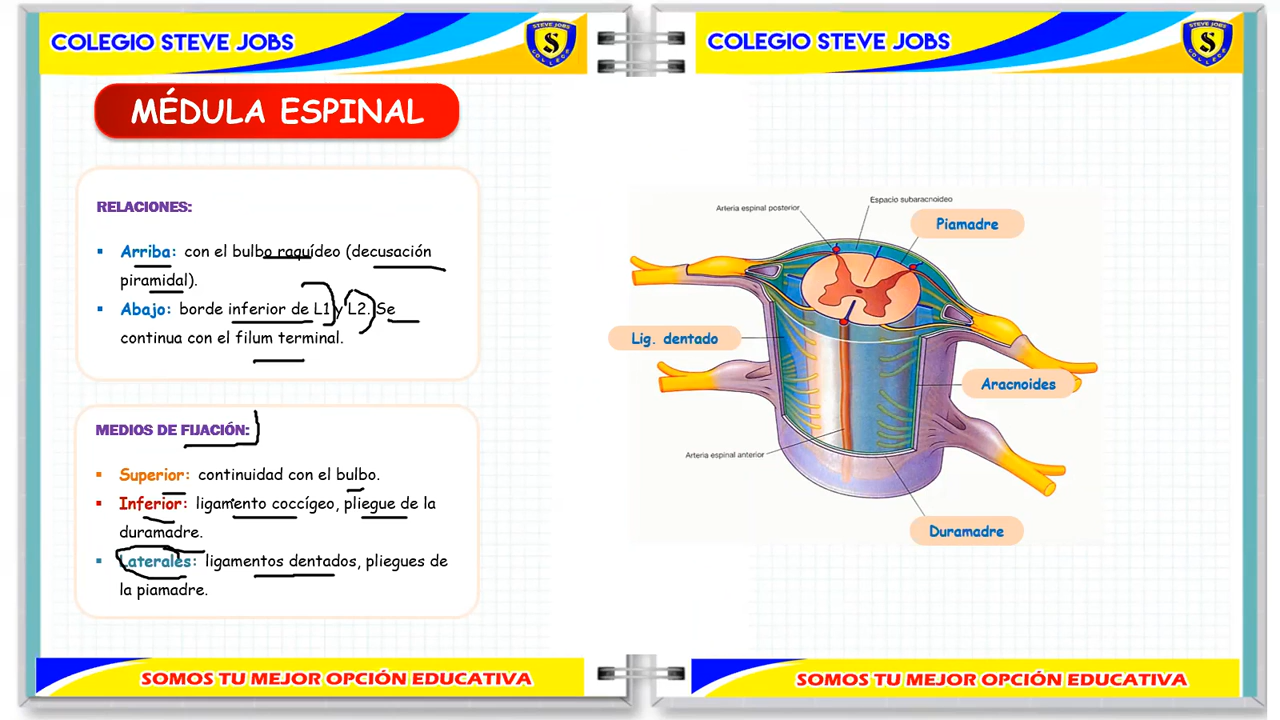 COLEGIO STEVE JOBS
STEVE JOBS
S
COLLEGE
MÉDULA ESPINAL
RELACIONES:
▪ Arriba: con el bulbo raquídeo (decusación
piramidal).
▪ Abajo: borde inferior de L1 y L2. Se
continua con el filum terminal.
MEDIOS DE FIJACIÓN:
▪ Superior: continuidad con el bulbo.
▪ Inferior: ligamento coccígeo, pliegue de la
duramadre.
▪ Laterales: ligamentos dentados, pliegues de
la piamadre.
SOMOS TU MEJOR OPCIÓN EDUCATIVA
COLEGIO STEVE JOBS
STEVE JOBS
S
COLLEGE
Arteria espinal posterior
Espacio subaracnoideo
Piamadre
Lig. dentado
Aracnoides
Arteria espinal anterior
Duramadre
SOMOS TU MEJOR OPCIÓN EDUCATIVA